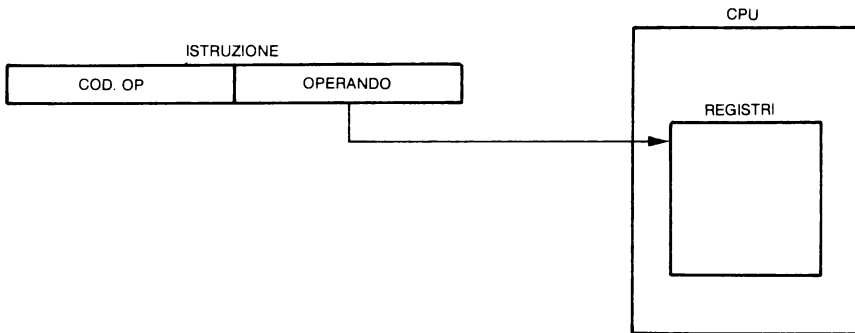 CPU
ISTRUZIONE
COD. OP
OPERANDO
REGISTRI